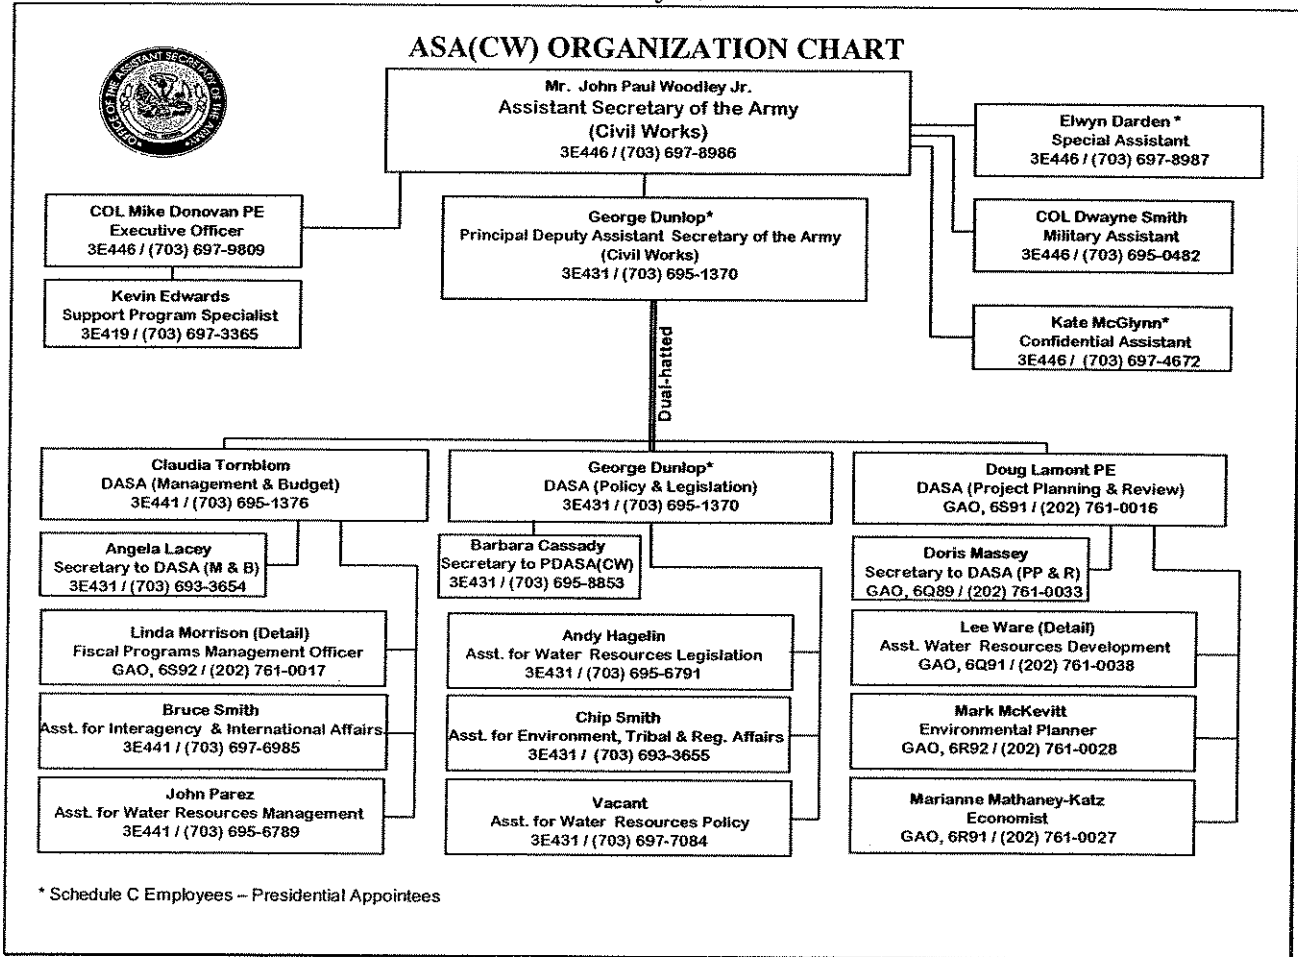 ASA(CW) ORGANIZATION CHART
OFFICE OF THE ASSISTANT SECRETARY OF THE ARMY
Mr. John Paul Woodley Jr.
Assistant Secretary of the Army
(Civil Works)
3E446 / (703) 697-8986
Elwyn Darden *
Special Assistant
3E446 / (703) 697-8987
COL Mike Donovan PE
Executive Officer
3E446 / (703) 697-9809
George Dunlop*
Principal Deputy Assistant Secretary of the Army
(Civil Works)
3E431 / (703) 695-1370
COL Dwayne Smith
Military Assistant
3E446 / (703) 695-0482
Kevin Edwards
Support Program Specialist
3E419 / (703) 697-3365
Kate McGlynn*
Confidential Assistant
3E446 / (703) 697-4672
Dual-hatted
Claudia Tornblom
DASA (Management & Budget)
3E441 / (703) 695-1376
George Dunlop*
DASA (Policy & Legislation)
3E431 / (703) 695-1370
Doug Lamont PE
DASA (Project Planning & Review)
GAO, 6S91 / (202) 761-0016
Angela Lacey
Secretary to DASA (M & B)
3E431 / (703) 693-3654
Barbara Cassady
Secretary to PDASA(CW)
3E431 / (703) 695-8853
Doris Massey
Secretary to DASA (PP & R)
GAO, 6Q89 / (202) 761-0033
Linda Morrison (Detail)
Fiscal Programs Management Officer
GAO, 6S92 / (202) 761-0017
Andy Hagelin
Asst. for Water Resources Legislation
3E431 / (703) 695-6791
Lee Ware (Detail)
Asst. Water Resources Development
GAO, 6Q91 / (202) 761-0038
Bruce Smith
Asst. for Interagency & International Affairs
3E441 / (703) 697-6985
Chip Smith
Asst. for Environment, Tribal & Reg. Affairs
3E431 / (703) 693-3655
Mark McKevitt
Environmental Planner
GAO, 6R92 / (202) 761-0028
John Parez
Asst. for Water Resources Management
3E441 / (703) 695-6789
Vacant
Asst. for Water Resources Policy
3E431 / (703) 697-7084
Marianne Mathaney-Katz
Economist
GAO, 6R91 / (202) 761-0027
* Schedule C Employees – Presidential Appointees